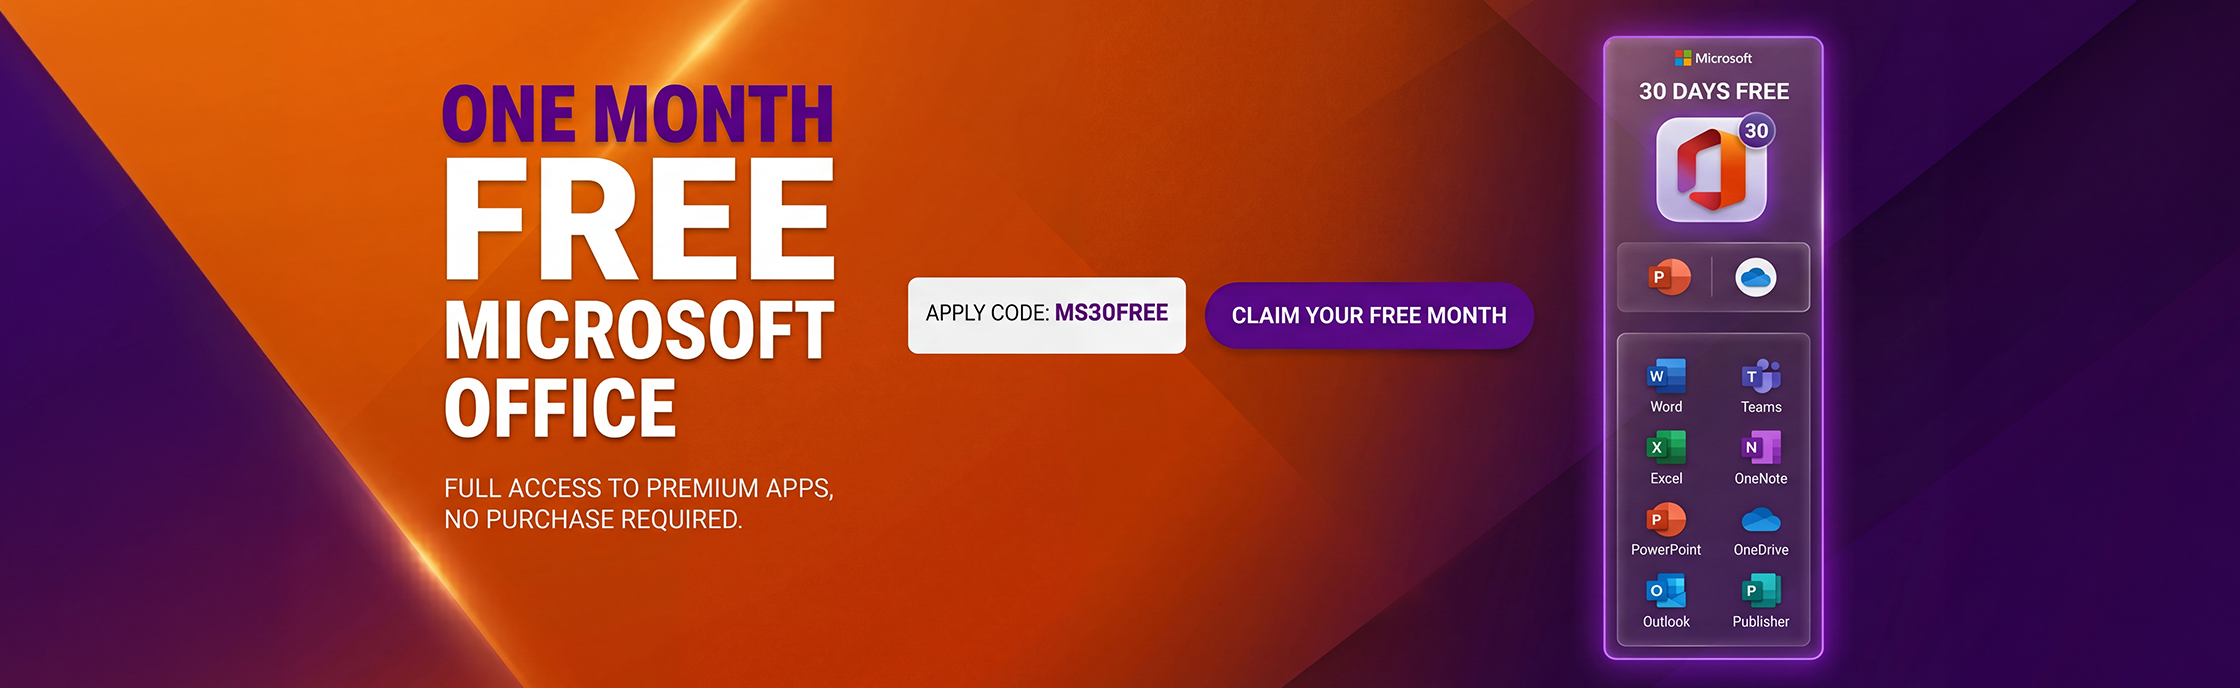 ONE MONTH
FREE
MICROSOFT
OFFICE
FULL ACCESS TO PREMIUM APPS,
NO PURCHASE REQUIRED.
APPLY CODE: MS30FREE
CLAIM YOUR FREE MONTH
Microsoft
30 DAYS FREE
30
P
W
T
Word
Teams
X
N
Excel
OneNote
P
PowerPoint
OneDrive
O
P
Outlook
Publisher